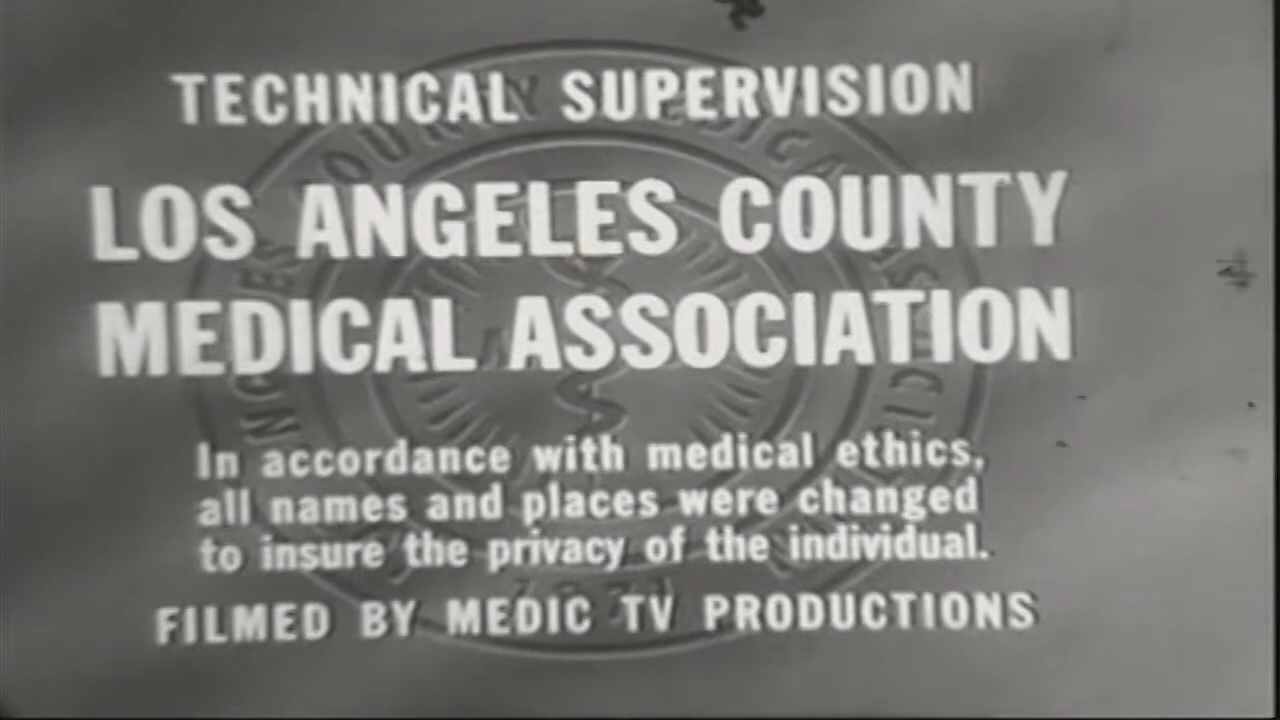 TECHNICAL SUPERVISION
LOS ANGELES COUNTY
MEDICAL ASSOCIATION
In accordance with medical ethics,
all names and places were changed
to insure the privacy of the individual.
FILMED BY MEDIC TV PRODUCTIONS